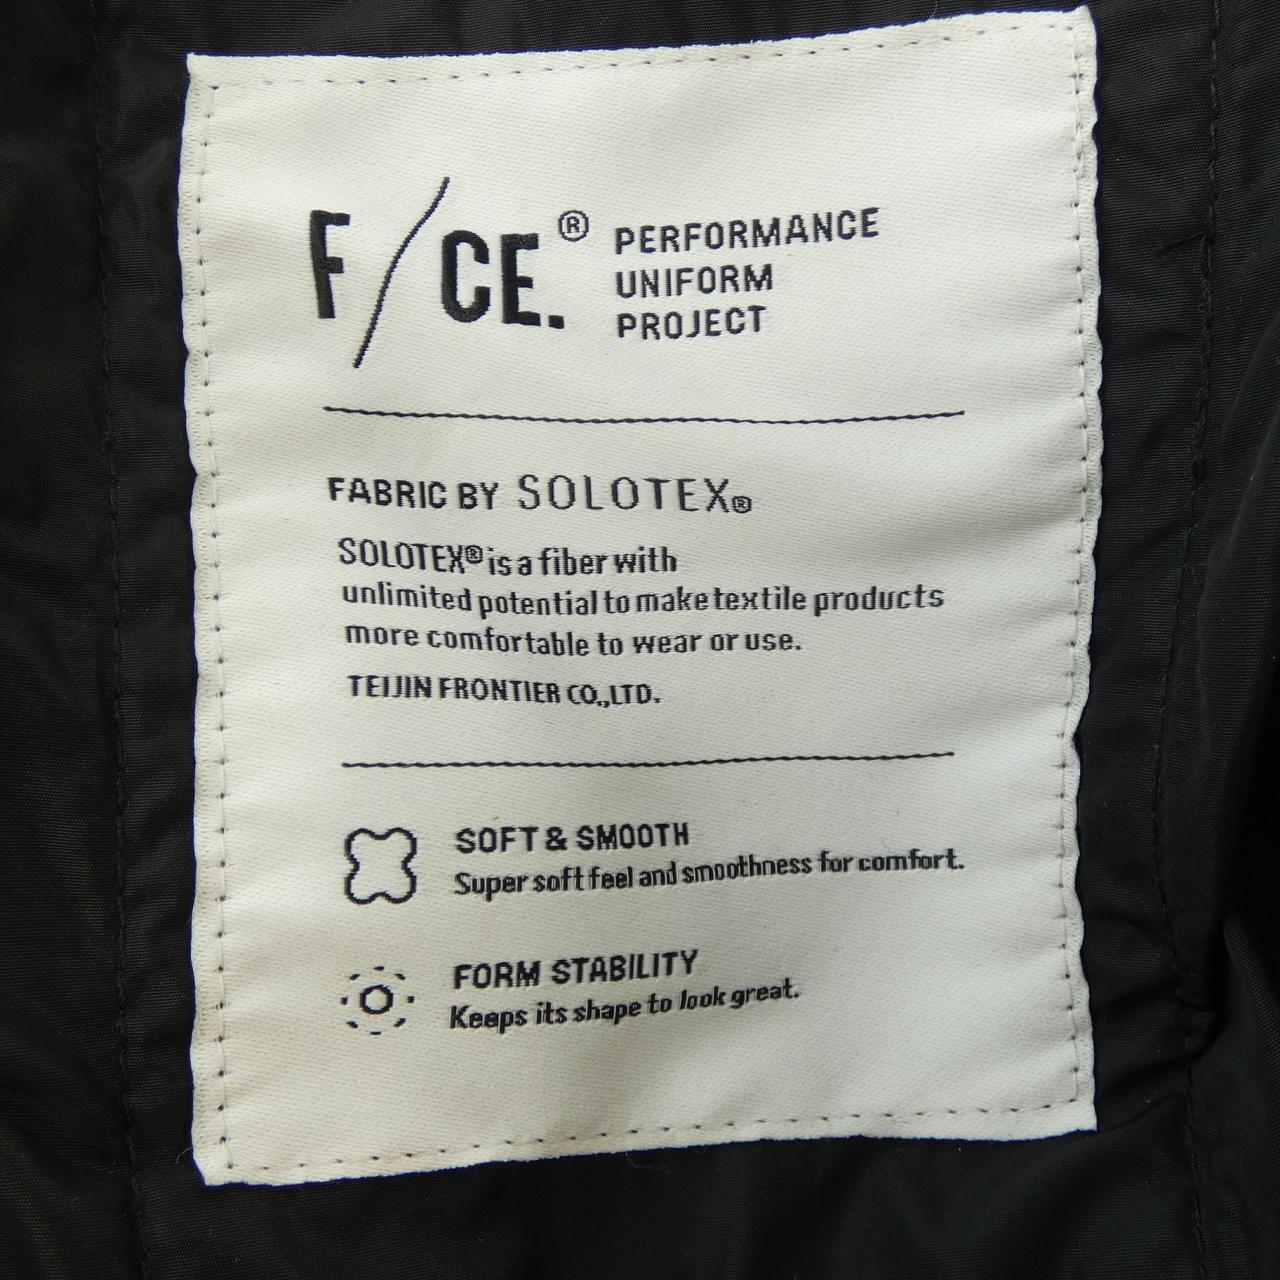 F/CE.® PERFORMANCE
UNIFORM
PROJECT
FABRIC BY SOLOTEX®
SOLOTEX® is a fiber with
unlimited potential to make textile products
more comfortable to wear or use.
TEIJIN FRONTIER CO.,LTD.
SOFT & SMOOTH
Super soft feel and smoothness for comfort.
FORM STABILITY
Keeps its shape to look great.